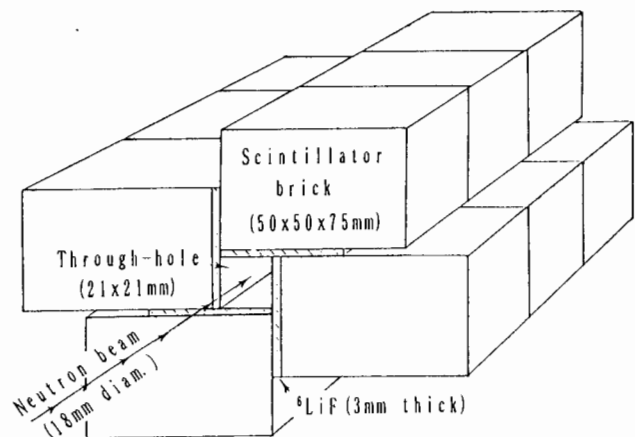 Scintillator
brick
(50x50x75mm)
Through-hole
(21x21mm)
Neutron beam
(18mm diam.)
⁶LiF(3mm thick)